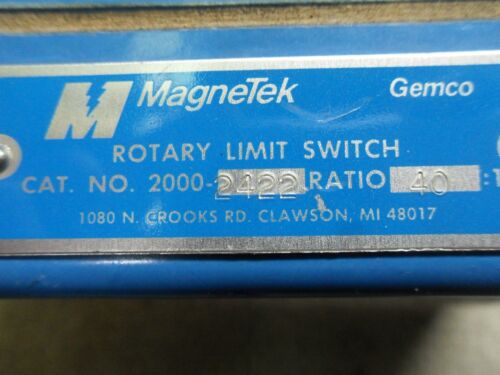 M MagneTek Gemco
ROTARY LIMIT SWITCH
CAT. NO. 2000-2422 RATIO 40 :1
1080 N. CROOKS RD. CLAWSON, MI 48017